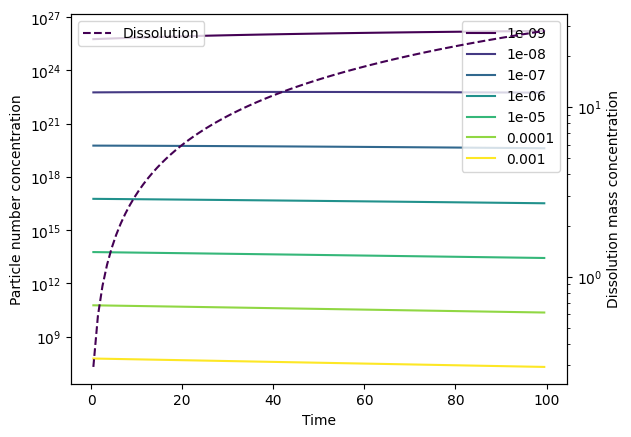 Dissolution
1e-09
1e-08
1e-07
1e-06
1e-05
0.0001
0.001
10^27
10^24
10^21
10^18
10^15
10^12
10^9
Particle number concentration
10^1
10^0
Dissolution mass concentration
0 20 40 60 80 100
Time